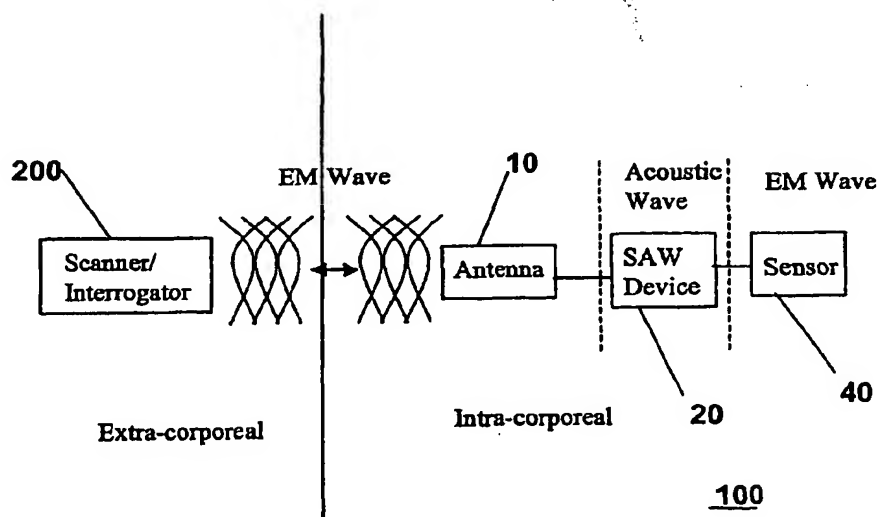 200
EM Wave
10
Acoustic
Wave
EM Wave
Scanner/
Interrogator
Antenna
SAW
Device
Sensor
20
40
Extra-corporeal
Intra-corporeal
100